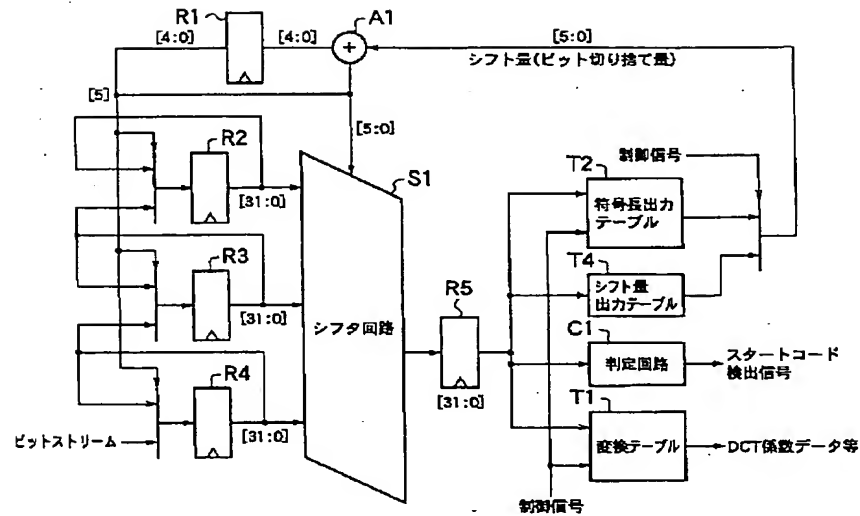 R1
A1
[4:0]
[4:0]
[5:0]
シフト量(ビット切り捨て量)
[5]
[5:0]
R2
S1
[31:0]
制御信号
T2
符号長出力
テーブル
R3
[31:0]
T4
シフト量
出力テーブル
R5
シフタ回路
C1
判定回路
スタートコード
検出信号
R4
[31:0]
[31:0]
T1
変換テーブル
DCT係数データ等
ビットストリーム
制御信号